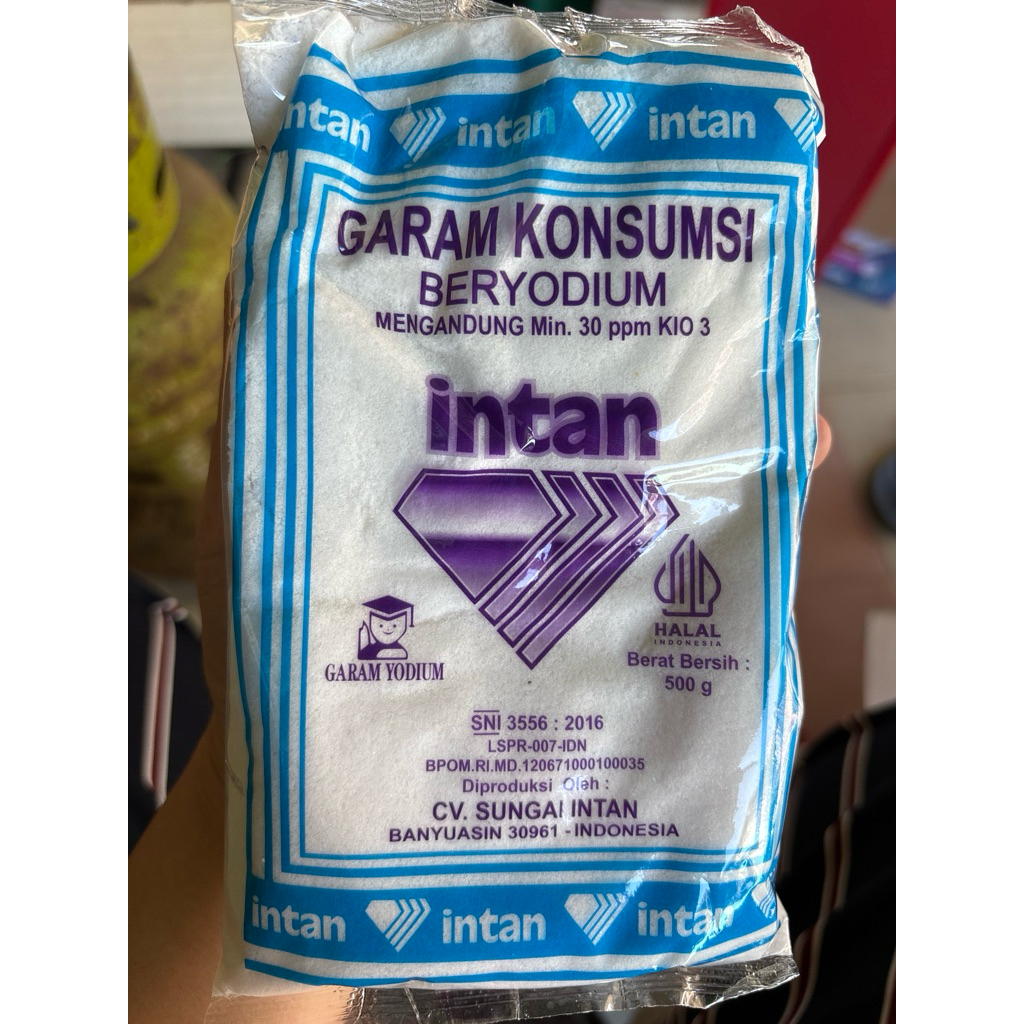 intan intan intan
GARAM KONSUMSI
BERYODIUM
MENGANDUNG Min. 30 ppm KIO 3
intan
GARAM YODIUM
HALAL
INDONESIA
Berat Bersih :
500 g
SNI 3556 : 2016
LSPR-007-IDN
BPOM.RI.MD.120671000100035
Diproduksi Oleh :
CV. SUNGAI INTAN
BANYUASIN 30961 - INDONESIA
intan intan intan